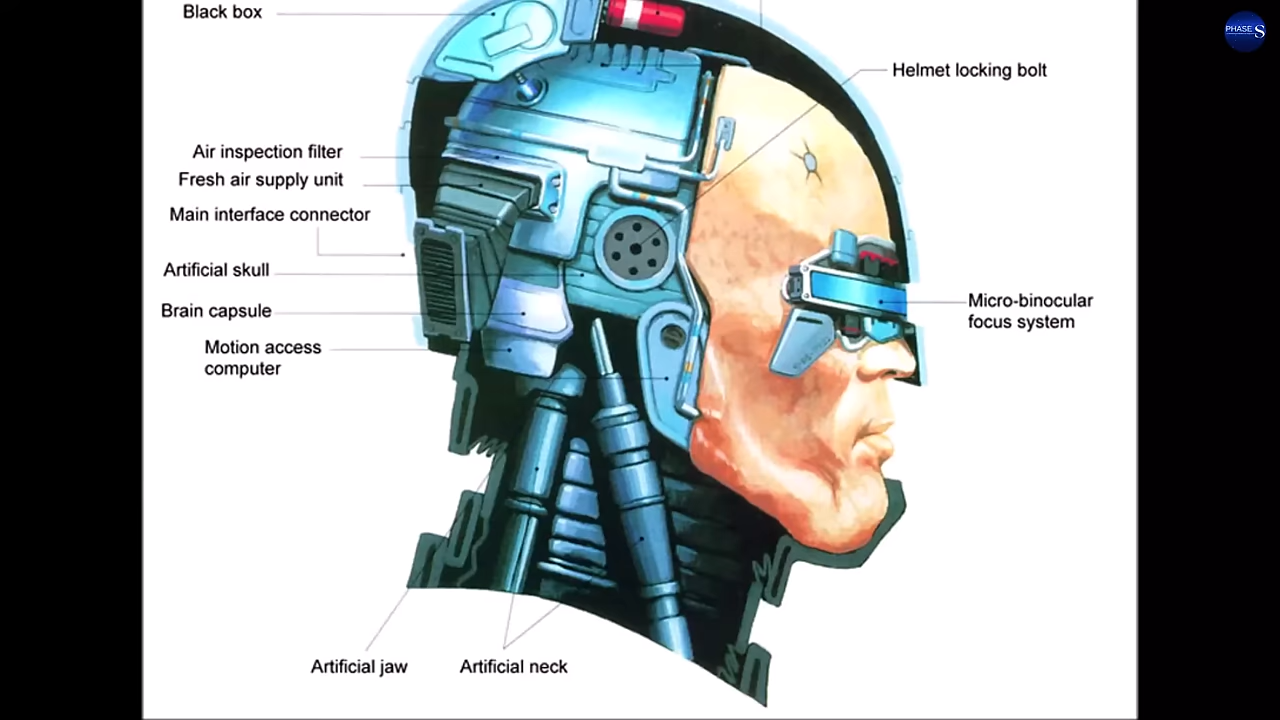 Black box
PHASE S
Helmet locking bolt
Air inspection filter
Fresh air supply unit
Main interface connector
Artificial skull
Brain capsule
Micro-binocular
focus system
Motion access
computer
Artificial jaw
Artificial neck